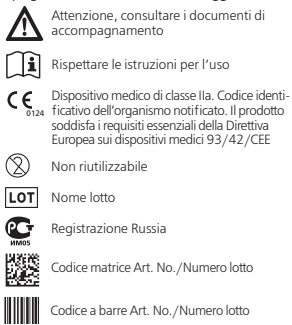 Attenzione, consultare i documenti di
accompagnamento
Rispettare le istruzioni per l'uso
Dispositivo medico di classe IIa. Codice identi-
0124 ficativo dell'organismo notificato. Il prodotto
soddisfa i requisiti essenziali della Direttiva
Europea sui dispositivi medici 93/42/CEE
2 Non riutilizzabile
LOT Nome lotto
Registrazione Russia
ИМ05
Codice matrice Art. No./Numero lotto
Codice a barre Art. No./Numero lotto